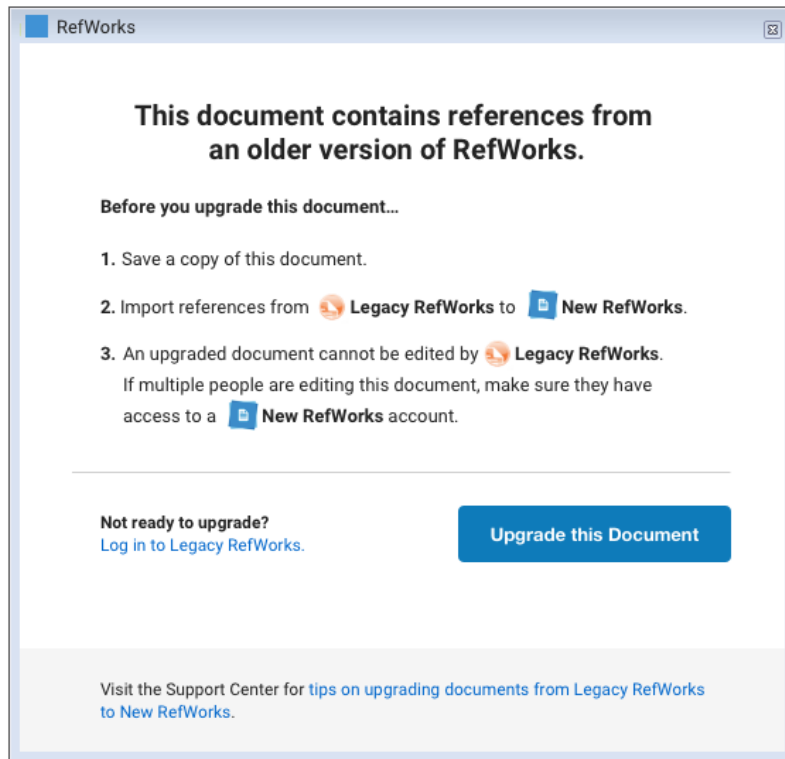 RefWorks
This document contains references from
an older version of RefWorks.
Before you upgrade this document...
1. Save a copy of this document.
2. Import references from Legacy RefWorks to New RefWorks.
3. An upgraded document cannot be edited by Legacy RefWorks.
If multiple people are editing this document, make sure they have
access to a New RefWorks account.
Not ready to upgrade?
Log in to Legacy RefWorks.
Upgrade this Document
Visit the Support Center for tips on upgrading documents from Legacy RefWorks
to New RefWorks.